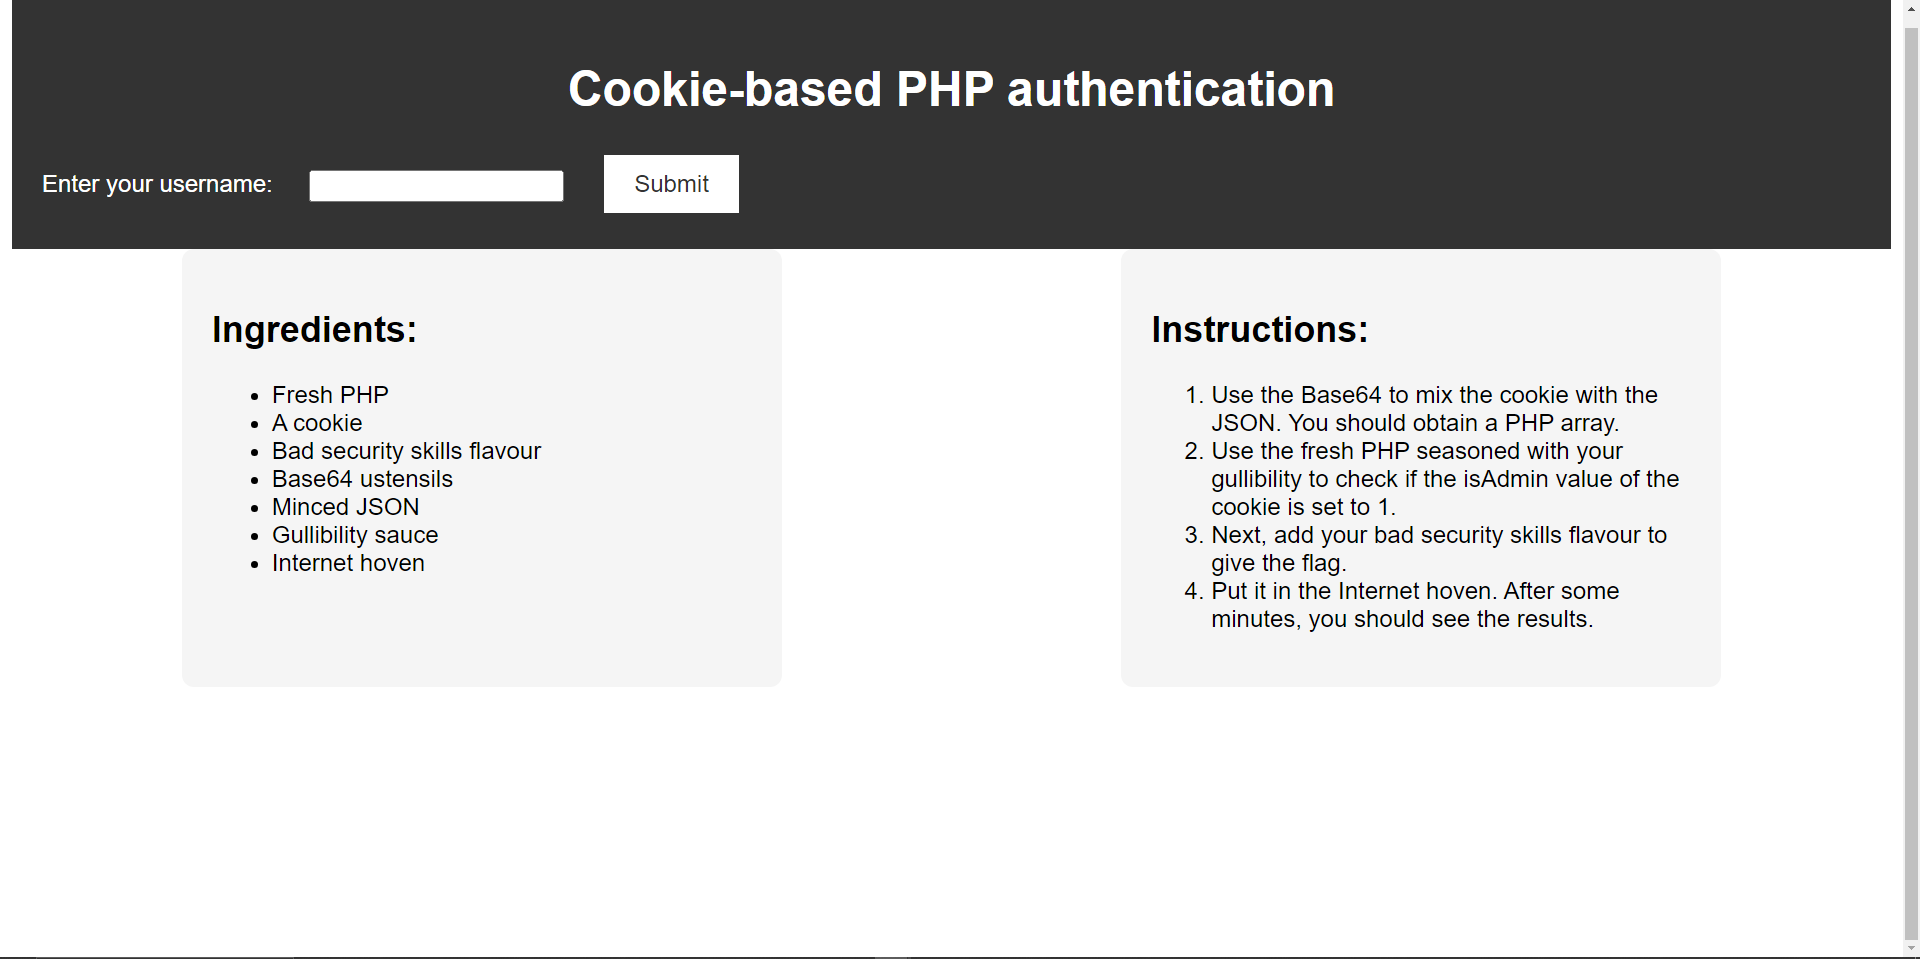 Cookie-based PHP authentication
Enter your username:
Submit
Ingredients:
• Fresh PHP
• A cookie
• Bad security skills flavour
• Base64 ustensils
• Minced JSON
• Gullibility sauce
• Internet hoven
Instructions:
1. Use the Base64 to mix the cookie with the
JSON. You should obtain a PHP array.
2. Use the fresh PHP seasoned with your
gullibility to check if the isAdmin value of the
cookie is set to 1.
3. Next, add your bad security skills flavour to
give the flag.
4. Put it in the Internet hoven. After some
minutes, you should see the results.